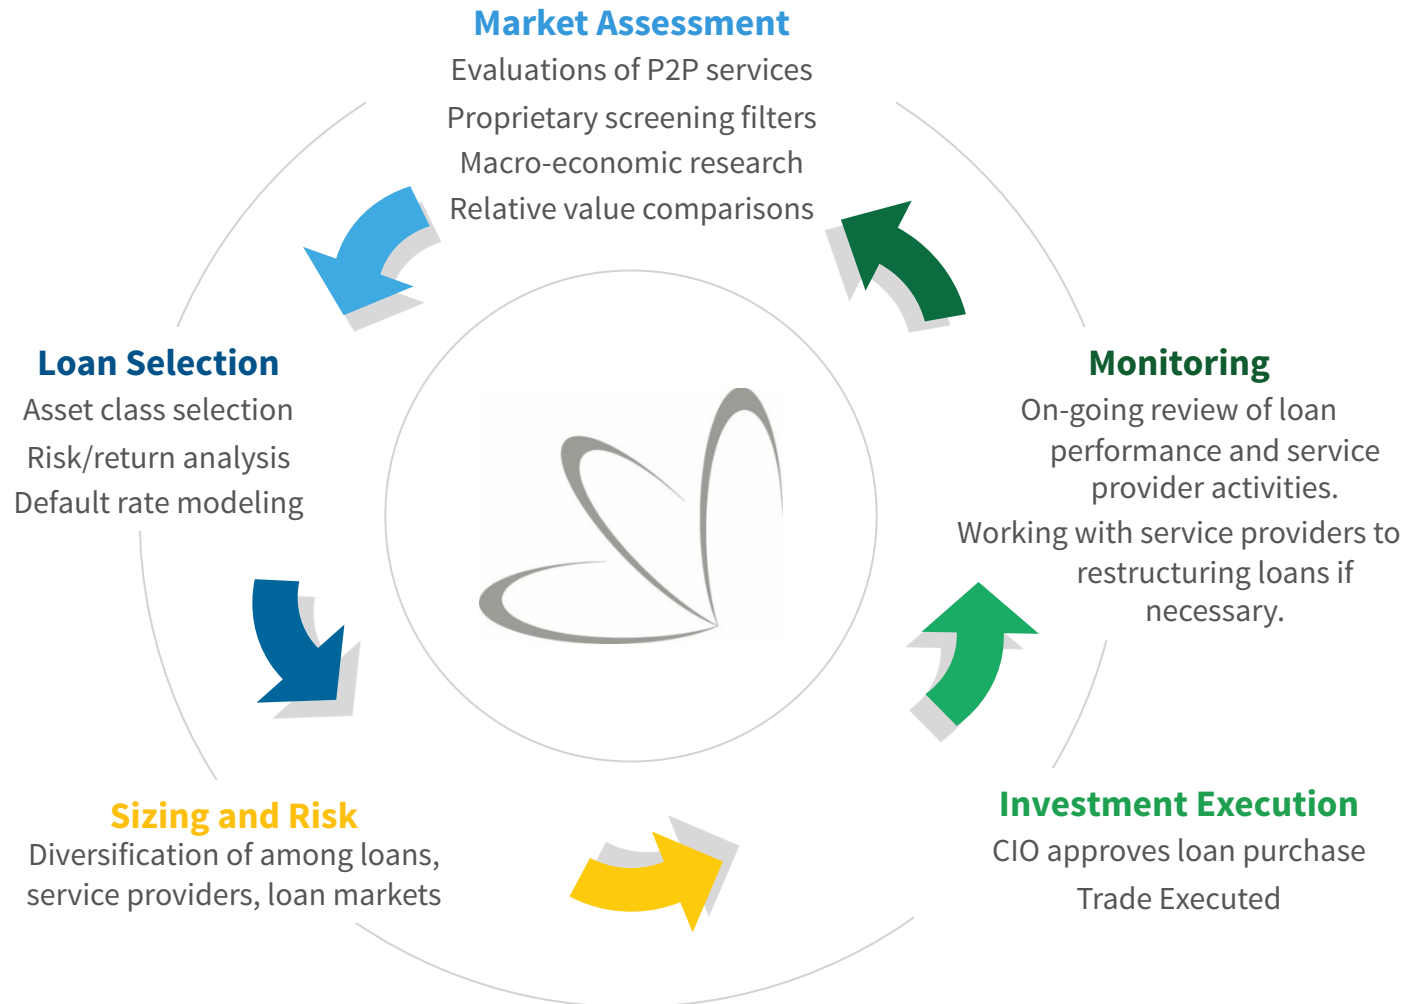 Market Assessment
Evaluations of P2P services
Proprietary screening filters
Macro-economic research
Relative value comparisons
Loan Selection
Asset class selection
Risk/return analysis
Default rate modeling
Monitoring
On-going review of loan
performance and service
provider activities.
Working with service providers to
restructuring loans if
necessary.
Sizing and Risk
Diversification of among loans,
service providers, loan markets
Investment Execution
CIO approves loan purchase
Trade Executed